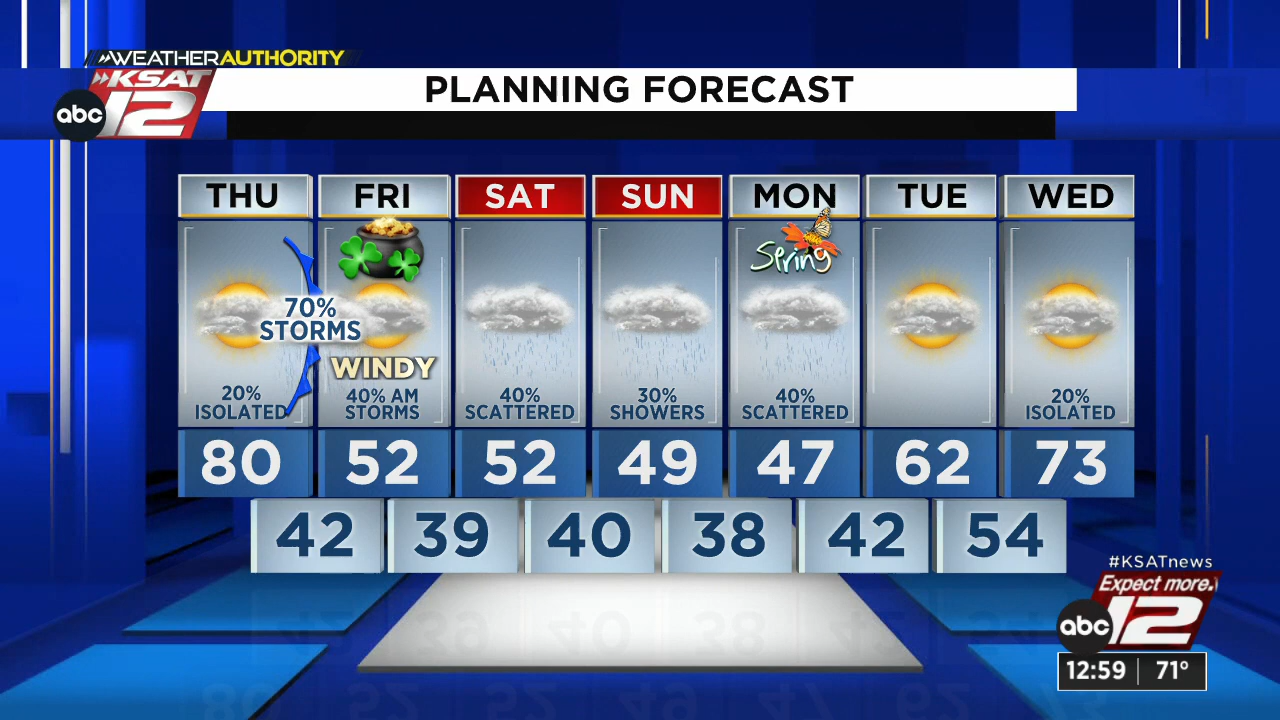 WEATHERAUTHORITY
KSAT
abc 12
PLANNING FORECAST
THU FRI SAT SUN MON TUE WED
Spring
70%
STORMS
WINDY
20%
ISOLATED
40% AM
STORMS
40%
SCATTERED
30%
SHOWERS
40%
SCATTERED
20%
ISOLATED
80 52 52 49 47 62 73
42 39 40 38 42 54
#KSATnews
Expect more.
abc 12
12:59 71°